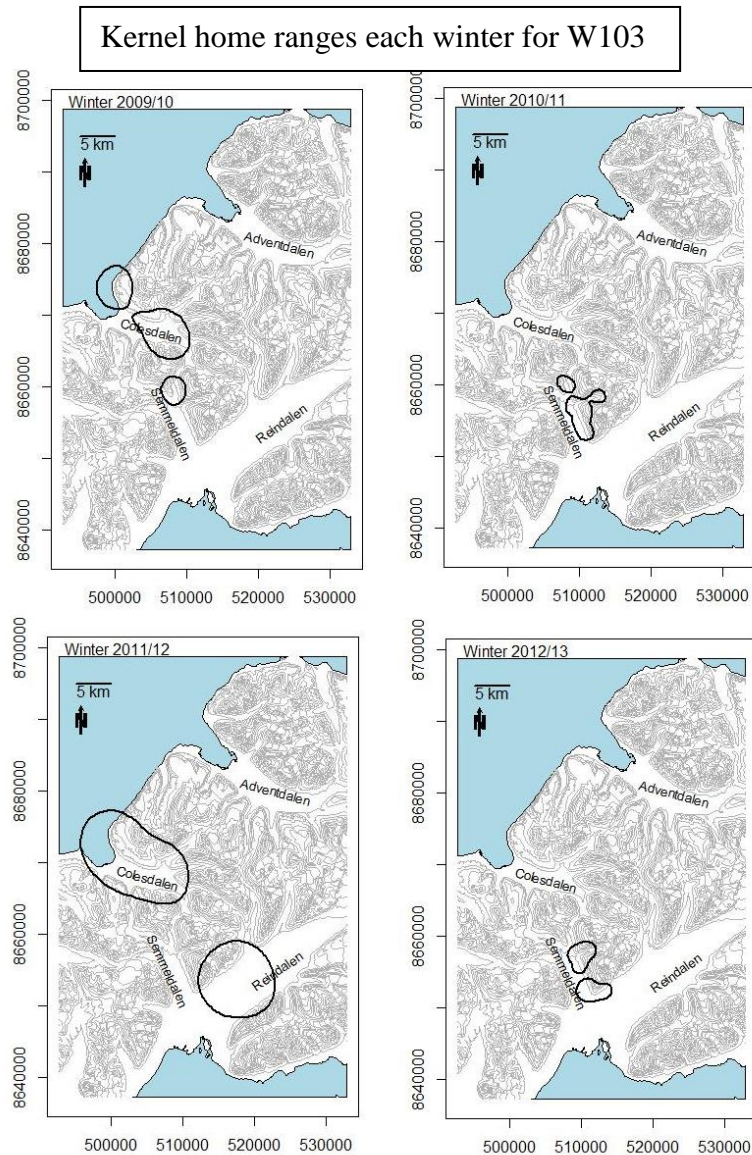 Kernel home ranges each winter for W103
Winter 2009/10
5 km
N
Adventdalen
Colesdalen
Semmeldalen
Reindalen
8700000
8680000
8660000
8640000
500000 510000 520000 530000
Winter 2010/11
5 km
N
Adventdalen
Colesdalen
Semmeldalen
Reindalen
8700000
8680000
8660000
8640000
500000 510000 520000 530000
Winter 2011/12
5 km
N
Adventdalen
Colesdalen
Semmeldalen
Reindalen
8700000
8680000
8660000
8640000
500000 510000 520000 530000
Winter 2012/13
5 km
N
Adventdalen
Colesdalen
Semmeldalen
Reindalen
8700000
8680000
8660000
8640000
500000 510000 520000 530000